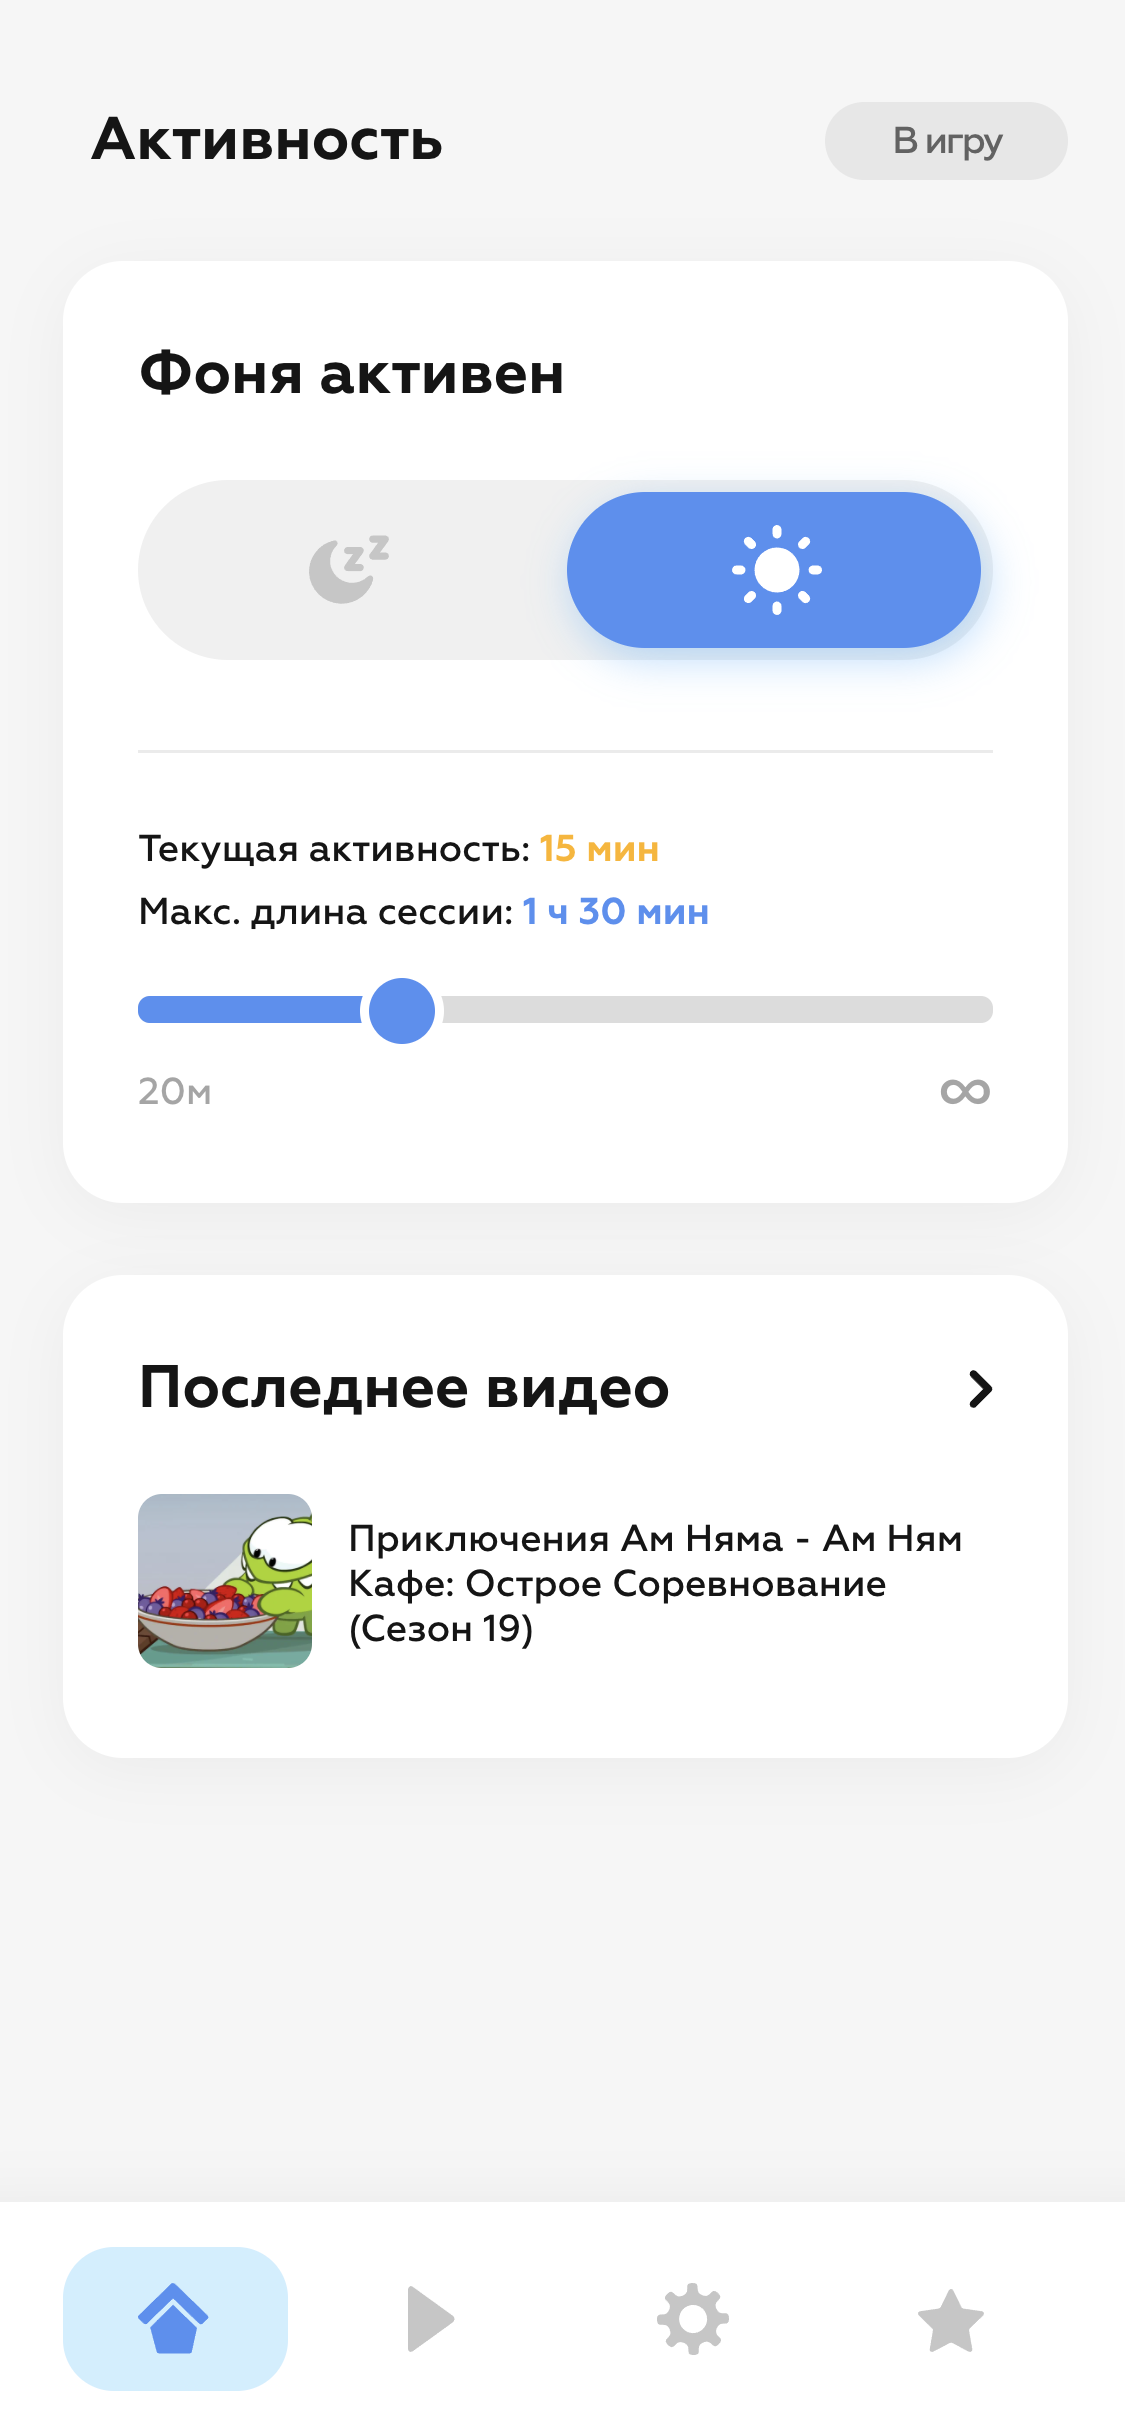 Активность
В игру
Фоня активен
Текущая активность: 15 мин
Макс. длина сессии: 1 ч 30 мин
20м
∞
Последнее видео
Приключения Ам Няма - Ам Ням
Кафе: Острое Соревнование
(Сезон 19)